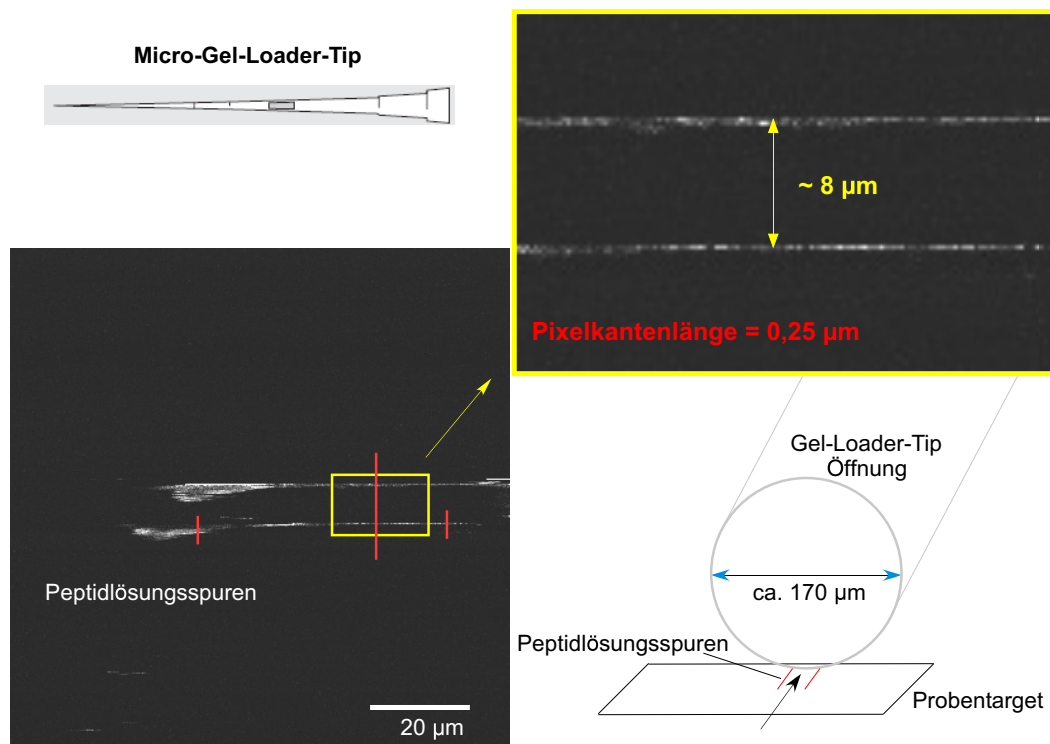 Micro-Gel-Loader-Tip
~ 8 µm
Pixelkantenlänge = 0,25 µm
Peptidlösungsspuren
20 µm
Gel-Loader-Tip
Öffnung
ca. 170 µm
Peptidlösungsspuren
Probentarget